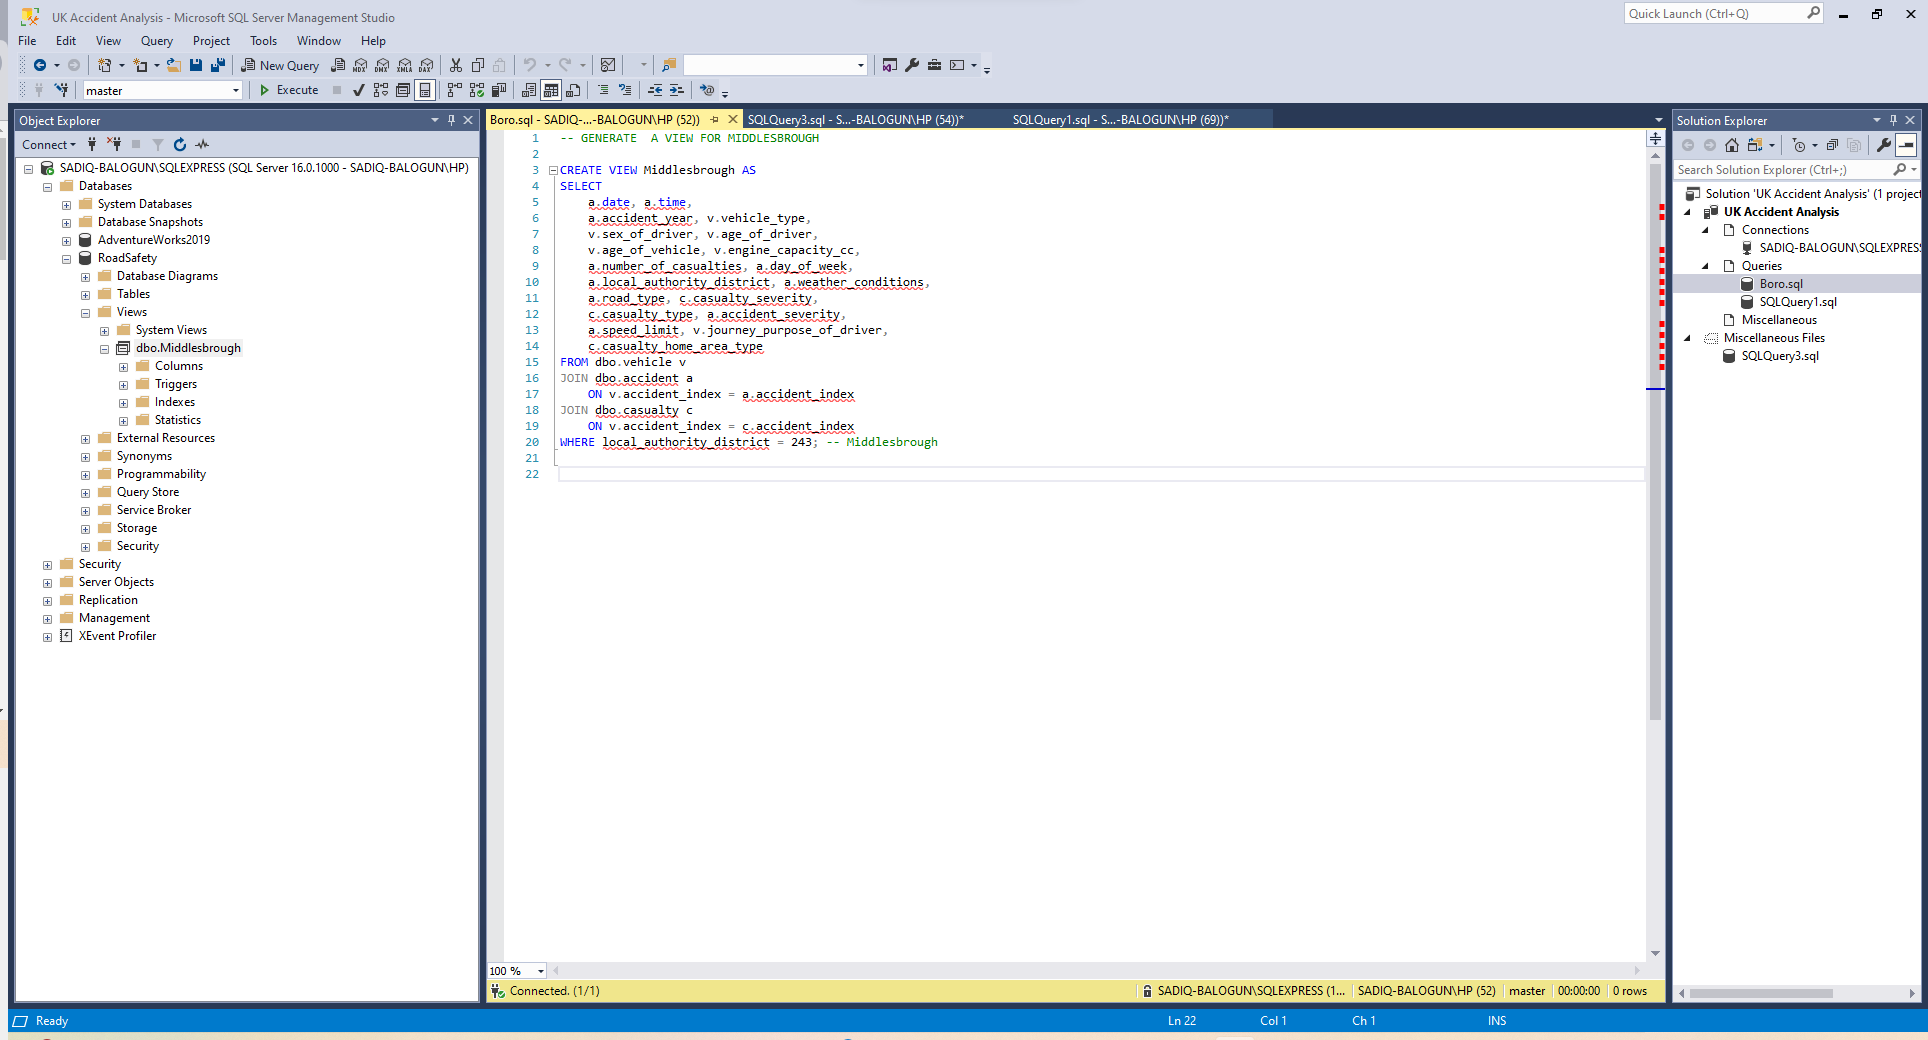 UK Accident Analysis - Microsoft SQL Server Management Studio
Quick Launch (Ctrl+Q)
File Edit View Query Project Tools Window Help
New Query MDX DMX XMLA DAX
master Execute
Object Explorer
Connect
SADIQ-BALOGUN\SQLEXPRESS (SQL Server 16.0.1000 - SADIQ-BALOGUN\HP)
Databases
System Databases
Database Snapshots
AdventureWorks2019
RoadSafety
Database Diagrams
Tables
Views
System Views
dbo.Middlesbrough
Columns
Triggers
Indexes
Statistics
External Resources
Synonyms
Programmability
Query Store
Service Broker
Storage
Security
Security
Server Objects
Replication
Management
XEvent Profiler
Boro.sql - SADIQ-...-BALOGUN\HP (52)) SQLQuery3.sql - S...-BALOGUN\HP (54))* SQLQuery1.sql - S...-BALOGUN\HP (69))*
1 -- GENERATE  A VIEW FOR MIDDLESBROUGH
2
3 CREATE VIEW Middlesbrough AS
4 SELECT
5 a.date, a.time,
6 a.accident_year, v.vehicle_type,
7 v.sex_of_driver, v.age_of_driver,
8 v.age_of_vehicle, v.engine_capacity_cc,
9 a.number_of_casualties, a.day_of_week,
10 a.local_authority_district, a.weather_conditions,
11 a.road_type, c.casualty_severity,
12 c.casualty_type, a.accident_severity,
13 a.speed_limit, v.journey_purpose_of_driver,
14 c.casualty_home_area_type
15 FROM dbo.vehicle v
16 JOIN dbo.accident a
17 ON v.accident_index = a.accident_index
18 JOIN dbo.casualty c
19 ON v.accident_index = c.accident_index
20 WHERE local_authority_district = 243; -- Middlesbrough
21
22
100 %
Connected. (1/1) SADIQ-BALOGUN\SQLEXPRESS (1... SADIQ-BALOGUN\HP (52) master 00:00:00 0 rows
Solution Explorer
Search Solution Explorer (Ctrl+;)
Solution 'UK Accident Analysis' (1 project
UK Accident Analysis
Connections
SADIQ-BALOGUN\SQLEXPRESS
Queries
Boro.sql
SQLQuery1.sql
Miscellaneous
Miscellaneous Files
SQLQuery3.sql
Ready Ln 22 Col 1 Ch 1 INS